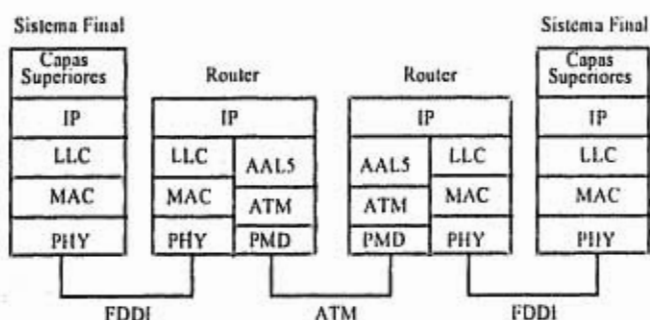 Sistema Final
Capas
Superiores
IP
LLC
MAC
PHY
Router
IP
LLC
MAC
PHY
AAL5
ATM
PMD
Router
IP
AAL5
ATM
PMD
LLC
MAC
PHY
Sistema Final
Capas
Superiores
IP
LLC
MAC
PHY
FDDI
ATM
FDDI